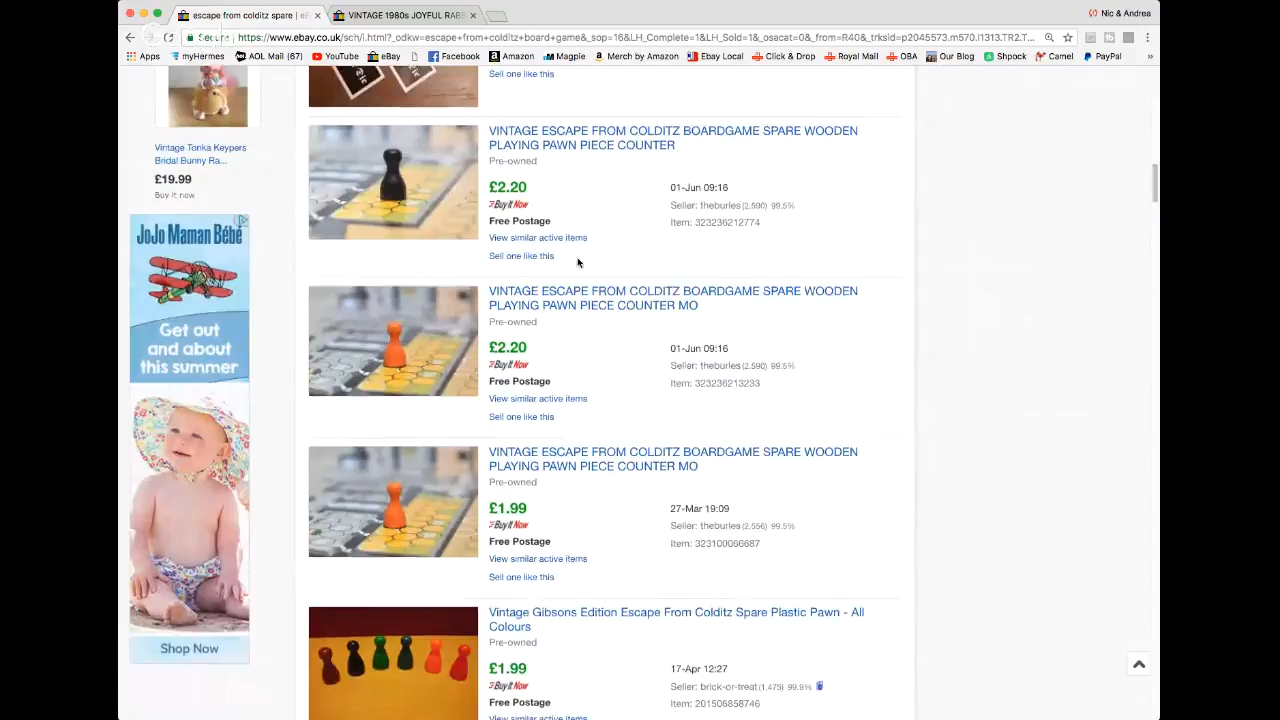 escape from colditz spare | eB
VINTAGE 1980s JOYFUL RABB
Nic & Andrea
Secure
https://www.ebay.co.uk/sch/i.html?_odkw=escape+from+colditz+board+game&_sop=16&LH_Complete=1&LH_Sold=1&_osacat=0&_from=R40&_trksid=p2045573.m570.l1313.TR2.T...
Apps
myHermes
AOL Mail (67)
YouTube
eBay
Facebook
Amazon
Magpie
Merch by Amazon
Ebay Local
Click & Drop
Royal Mail
OBA
Our Blog
Shpock
Camel
PayPal
Sell one like this
Vintage Tonka Keypers
Bridal Bunny Ra...
£19.99
Buy it now
JoJo Maman Bébé
Get out
and about
this summer
Shop Now
VINTAGE ESCAPE FROM COLDITZ BOARDGAME SPARE WOODEN
PLAYING PAWN PIECE COUNTER
Pre-owned
£2.20
01-Jun 09:16
Buy It Now
Seller: theburles (2,590) 99.5%
Free Postage
Item: 323236212774
View similar active items
Sell one like this
VINTAGE ESCAPE FROM COLDITZ BOARDGAME SPARE WOODEN
PLAYING PAWN PIECE COUNTER MO
Pre-owned
£2.20
01-Jun 09:16
Buy It Now
Seller: theburles (2,590) 99.5%
Free Postage
Item: 323236213233
View similar active items
Sell one like this
VINTAGE ESCAPE FROM COLDITZ BOARDGAME SPARE WOODEN
PLAYING PAWN PIECE COUNTER MO
Pre-owned
£1.99
27-Mar 19:09
Buy It Now
Seller: theburles (2,556) 99.5%
Free Postage
Item: 323100066687
View similar active items
Sell one like this
Vintage Gibsons Edition Escape From Colditz Spare Plastic Pawn - All
Colours
Pre-owned
£1.99
17-Apr 12:27
Buy It Now
Seller: brick-or-treat (1,475) 99.9%
Free Postage
Item: 201506858746
View similar active items